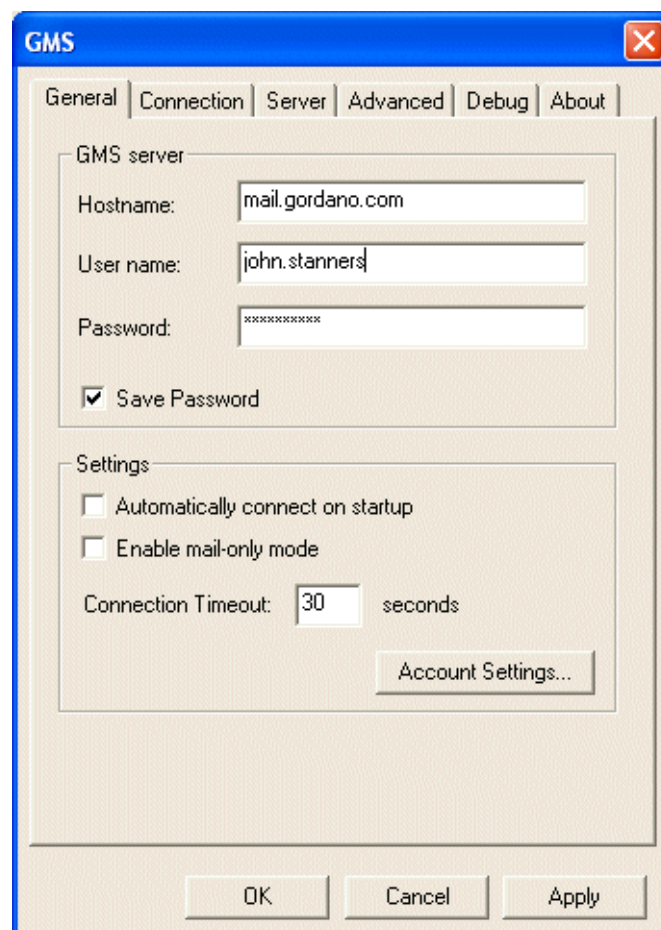 GMS
General Connection Server Advanced Debug About
GMS server
Hostname: mail.gordano.com
User name: john.stanners
Password: **********
Save Password
Settings
Automatically connect on startup
Enable mail-only mode
Connection Timeout: 30 seconds
Account Settings...
OK Cancel Apply